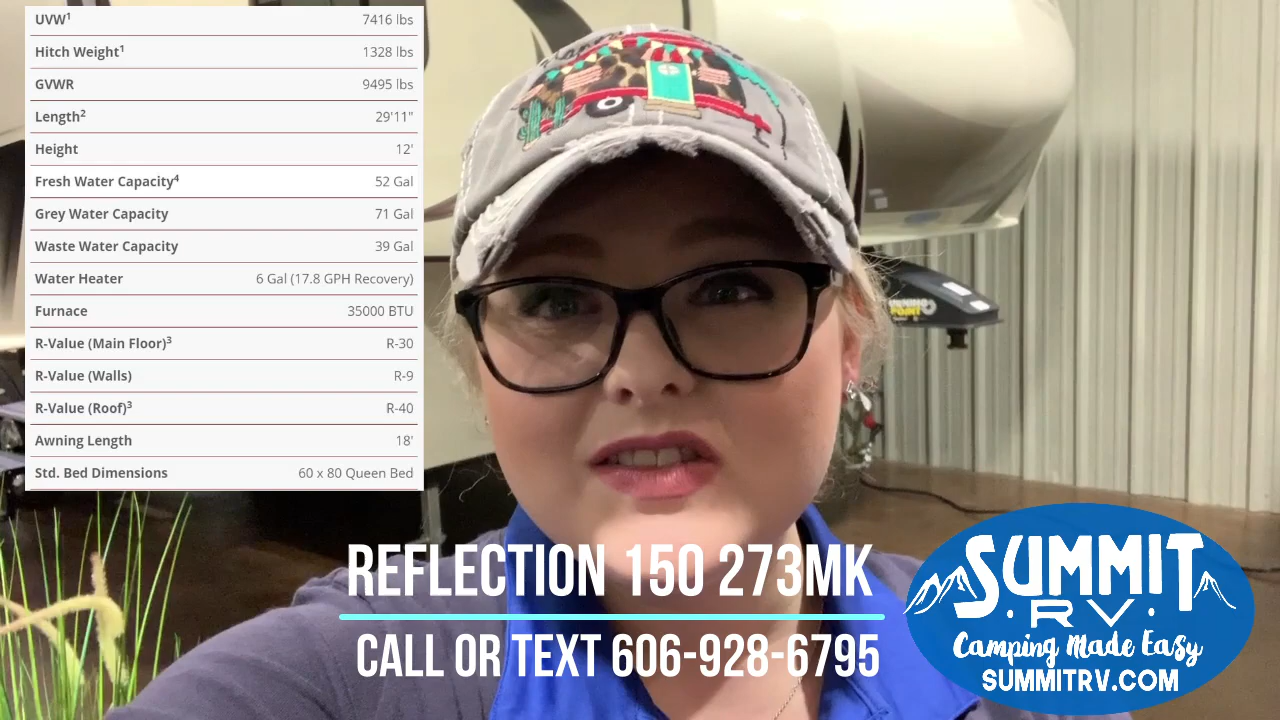 UVW¹ 7416 lbs
Hitch Weight¹ 1328 lbs
GVWR 9495 lbs
Length² 29'11"
Height 12'
Fresh Water Capacity⁴ 52 Gal
Grey Water Capacity 71 Gal
Waste Water Capacity 39 Gal
Water Heater 6 Gal (17.8 GPH Recovery)
Furnace 35000 BTU
R-Value (Main Floor)³ R-30
R-Value (Walls) R-9
R-Value (Roof)³ R-40
Awning Length 18'
Std. Bed Dimensions 60 x 80 Queen Bed
REFLECTION 150 273MK
CALL OR TEXT 606-928-6795
SUMMIT
· RV ·
Camping Made Easy
SUMMITRV.COM